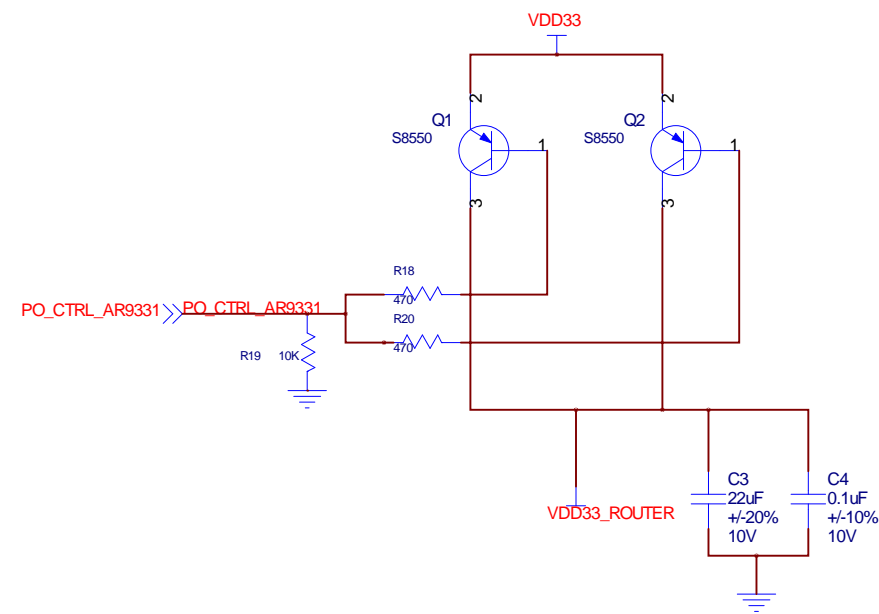 VDD33
2
2
Q1
S8550
1
Q2
S8550
1
3
3
R18
470
PO_CTRL_AR9331
PO_CTRL_AR9331
R20
470
R19
10K
C3
22uF
+/-20%
10V
C4
0.1uF
+/-10%
10V
VDD33_ROUTER